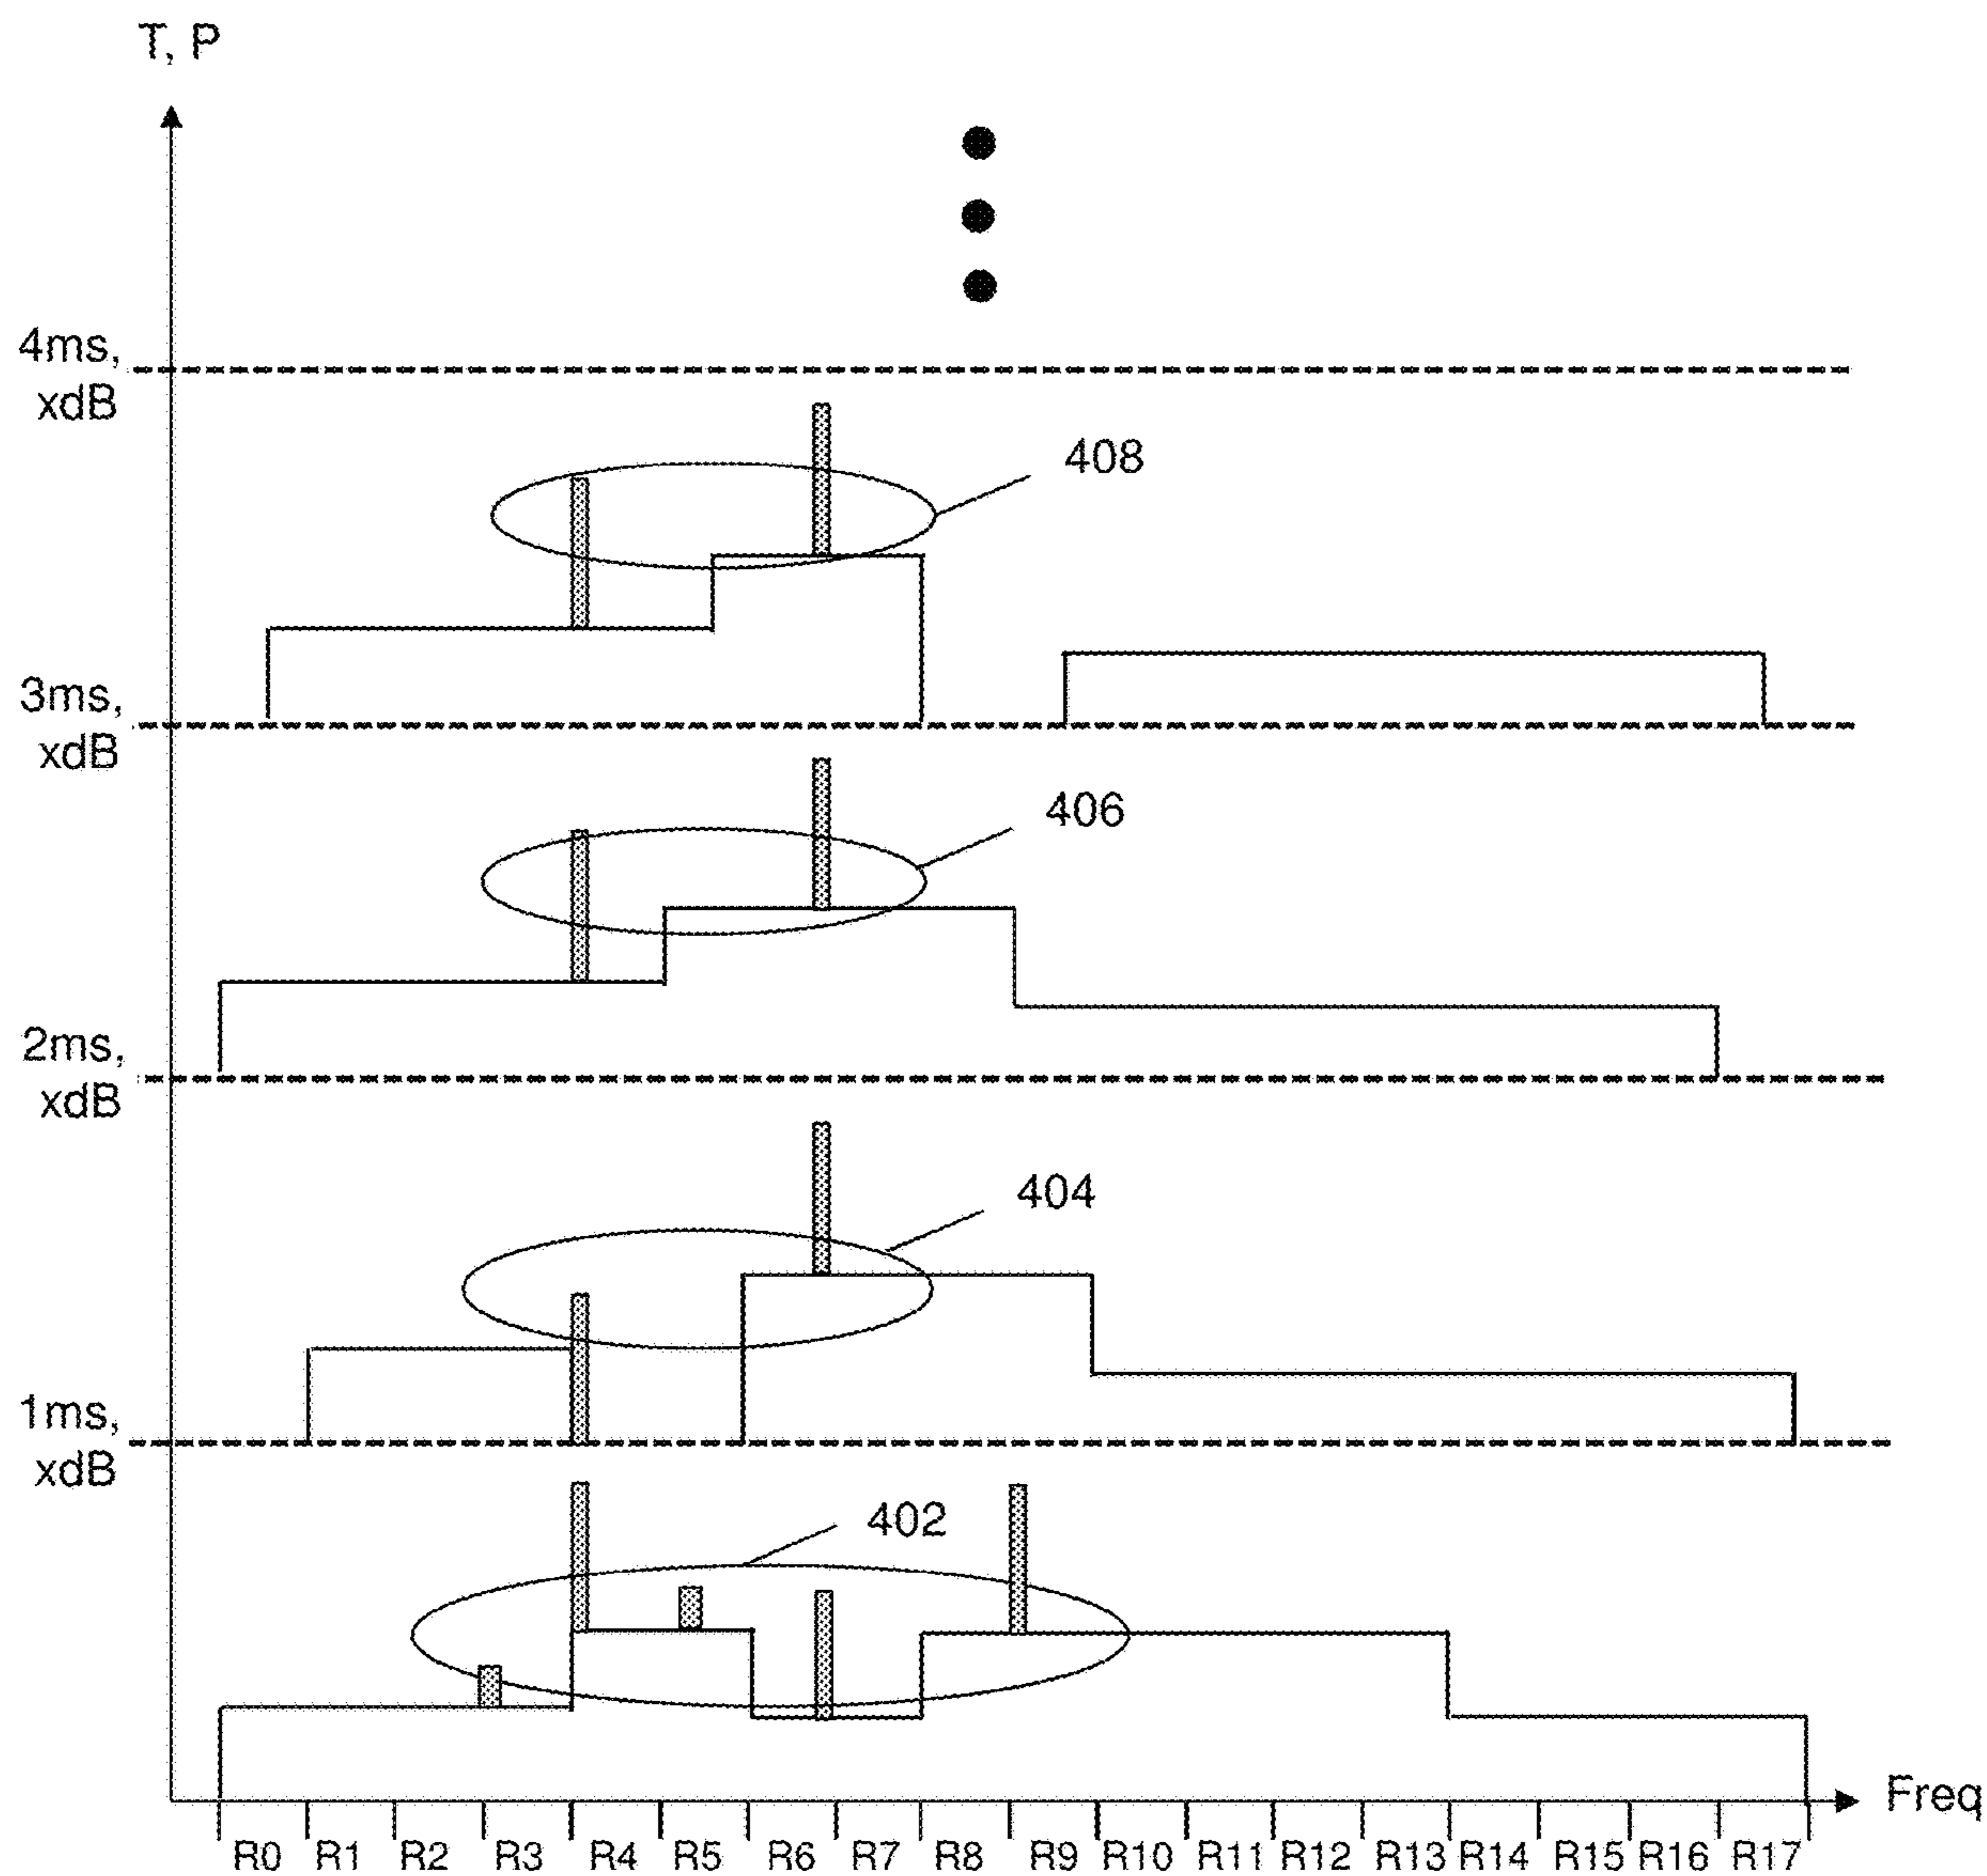 T, P
4ms,
xdB
408
3ms,
xdB
406
2ms,
xdB
404
1ms,
xdB
402
Freq
R0 R1 R2 R3 R4 R5 R6 R7 R8 R9 R10 R11 R12 R13 R14 R15 R16 R17